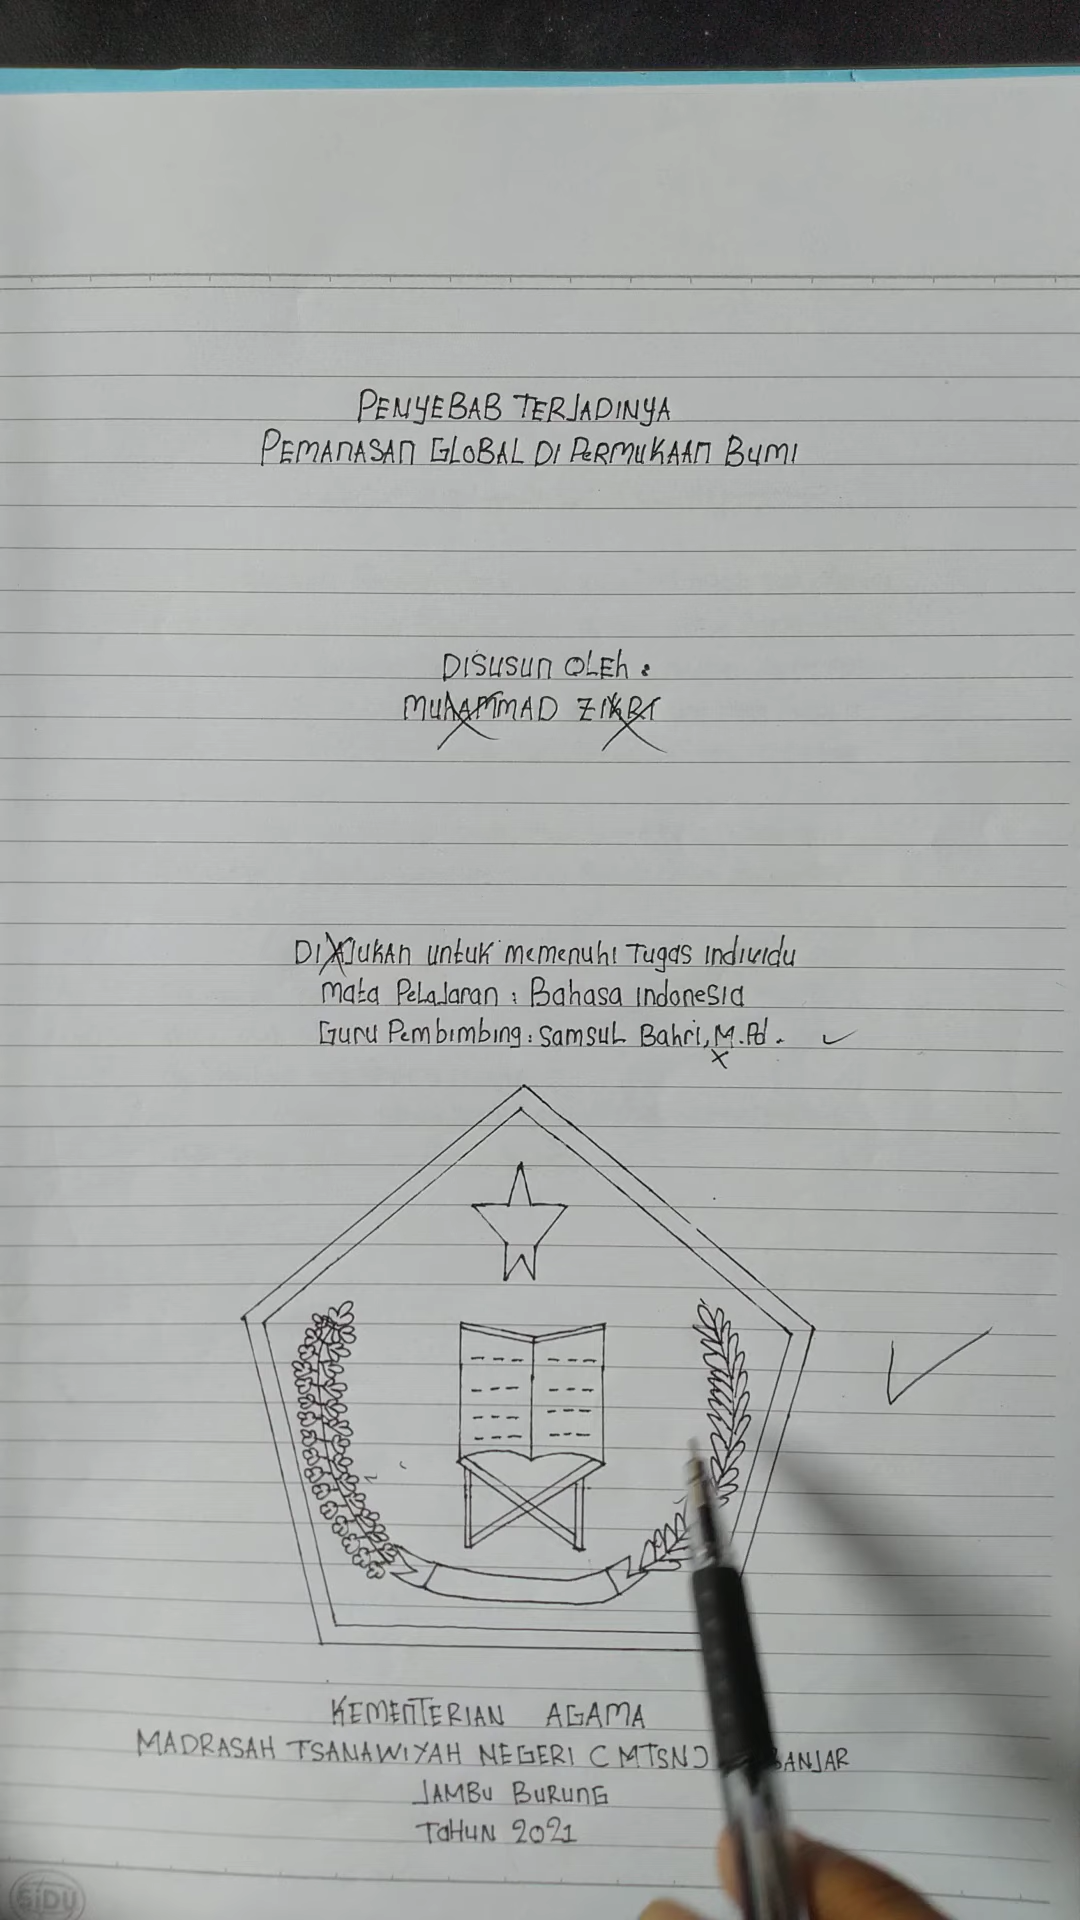 PENYEBAB TERJADINYA
PEMANASAN GLOBAL DI PERMUKAAN BUMI
DISUSUN OLEH :
MUHAMMAD ZIKRI
DIAJUKAN untuk memenuhi Tugas individu
mata PeLaJaran : Bahasa indonesia
Guru Pembimbing : SamsuL Bahri, M.Pd.
KEMENTERIAN AGAMA
MADRASAH TSANAWIYAH NEGERI ( MTSN ) BANJAR
JAMBU BURUNG
TAHUN 2021
SiDU